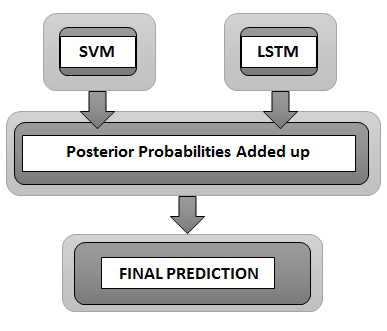 SVM
LSTM
Posterior Probabilities Added up
FINAL PREDICTION